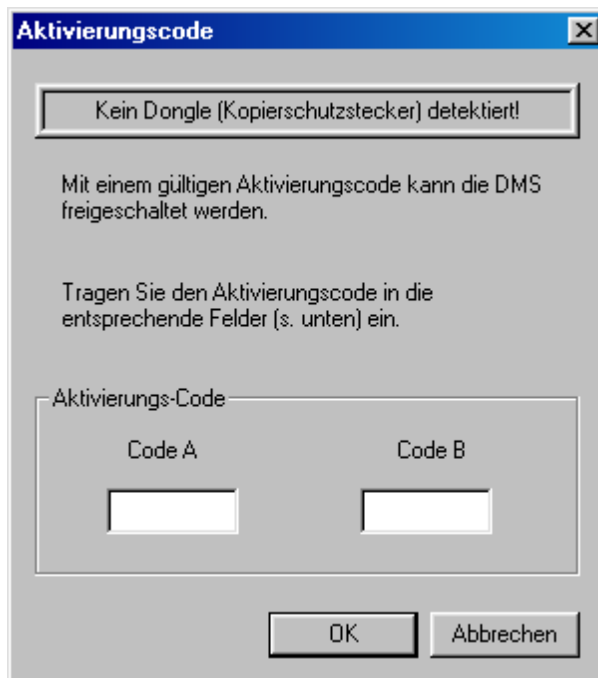 Aktivierungscode
Kein Dongle (Kopierschutzstecker) detektiert!
Mit einem gültigen Aktivierungscode kann die DMS
freigeschaltet werden.
Tragen Sie den Aktivierungscode in die
entsprechende Felder (s. unten) ein.
Aktivierungs-Code
Code A Code B
OK Abbrechen